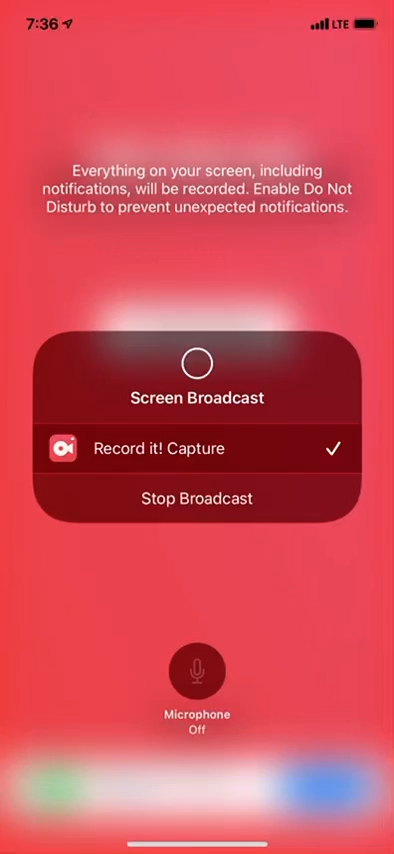 7:36
LTE
Everything on your screen, including
notifications, will be recorded. Enable Do Not
Disturb to prevent unexpected notifications.
Screen Broadcast
Record it! Capture
Stop Broadcast
Microphone
Off